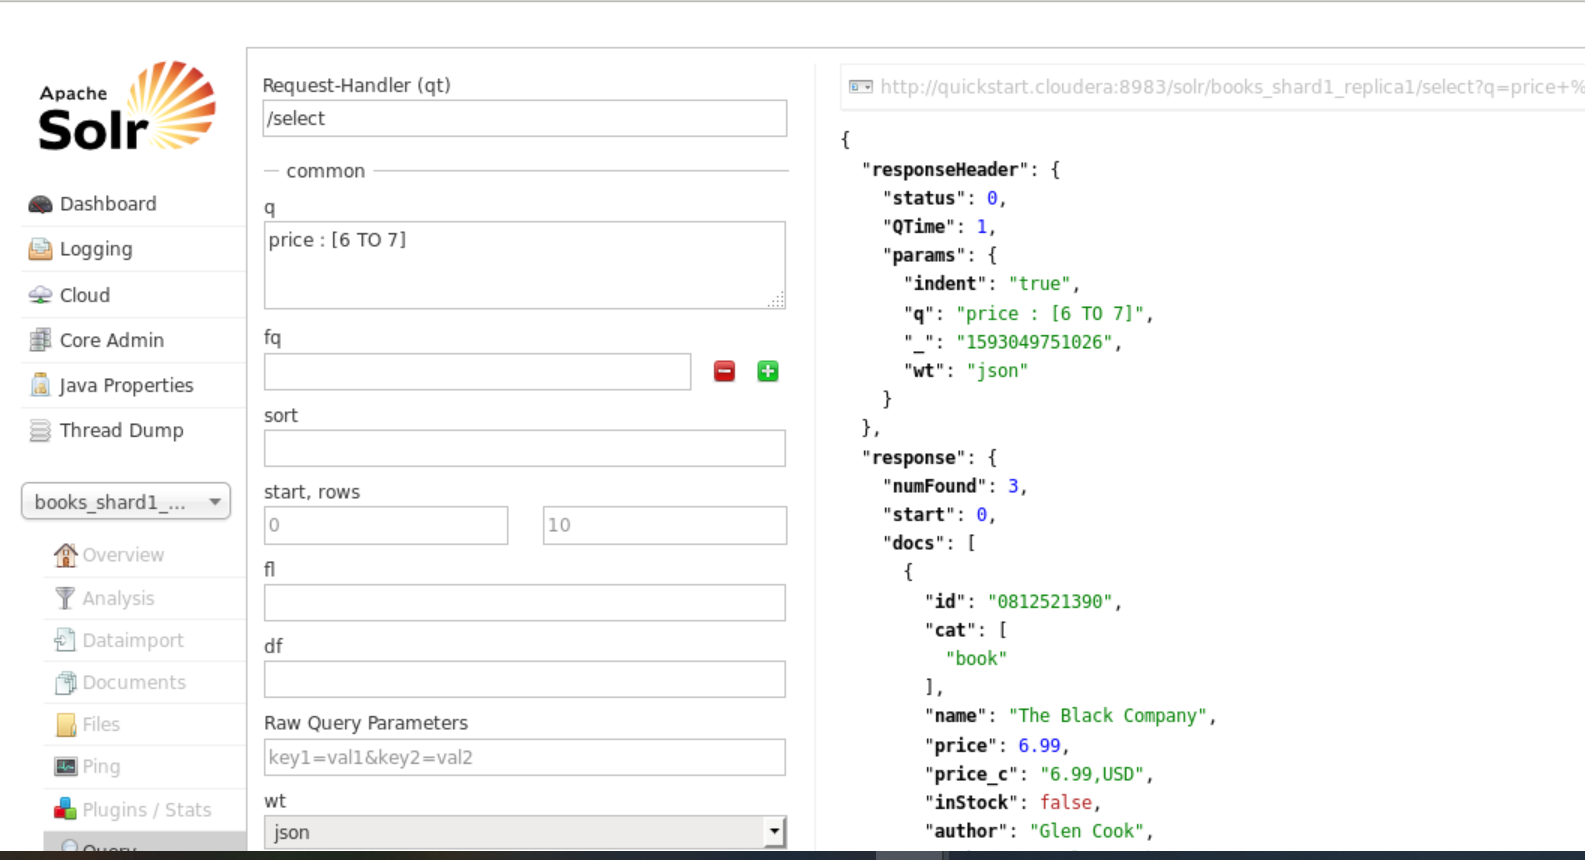 Apache
Solr
Dashboard
Logging
Cloud
Core Admin
Java Properties
Thread Dump
books_shard1_...
Overview
Analysis
Dataimport
Documents
Files
Ping
Plugins / Stats
Query
Request-Handler (qt)
/select
common
q
price : [6 TO 7]
fq
sort
start, rows
0
10
fl
df
Raw Query Parameters
key1=val1&key2=val2
wt
json
http://quickstart.cloudera:8983/solr/books_shard1_replica1/select?q=price+%
{
"responseHeader": {
"status": 0,
"QTime": 1,
"params": {
"indent": "true",
"q": "price : [6 TO 7]",
"_": "1593049751026",
"wt": "json"
}
},
"response": {
"numFound": 3,
"start": 0,
"docs": [
{
"id": "0812521390",
"cat": [
"book"
],
"name": "The Black Company",
"price": 6.99,
"price_c": "6.99,USD",
"inStock": false,
"author": "Glen Cook",